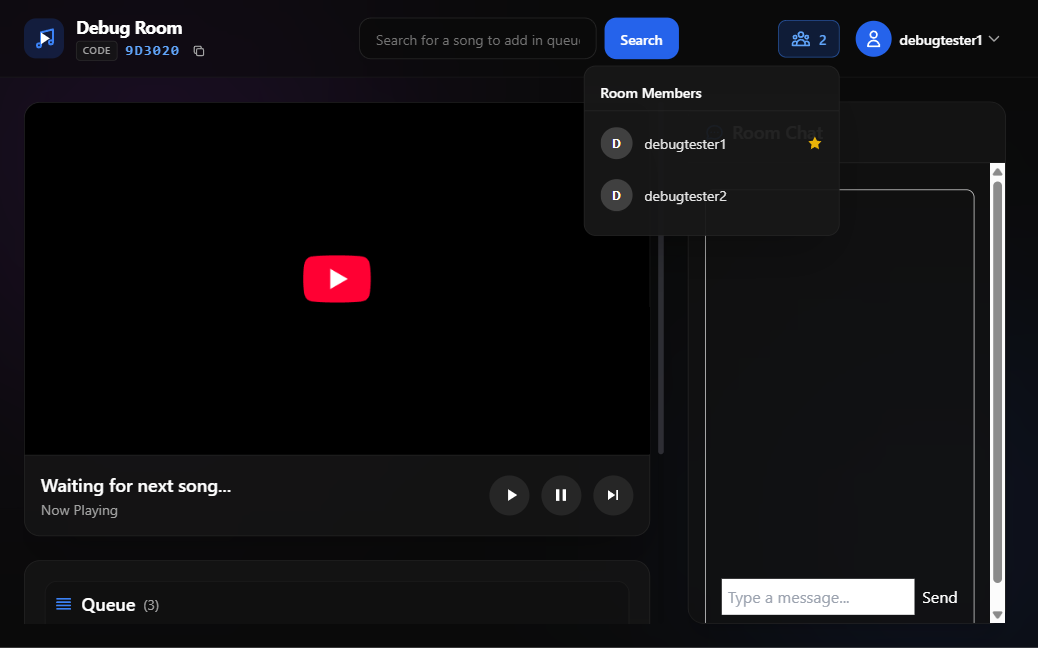 Debug Room
CODE 9D3020
Search for a song to add in queue
Search
2
debugtester1
Room Members
D debugtester1
D debugtester2
Room Chat
Waiting for next song...
Now Playing
Queue (3)
Type a message...
Send